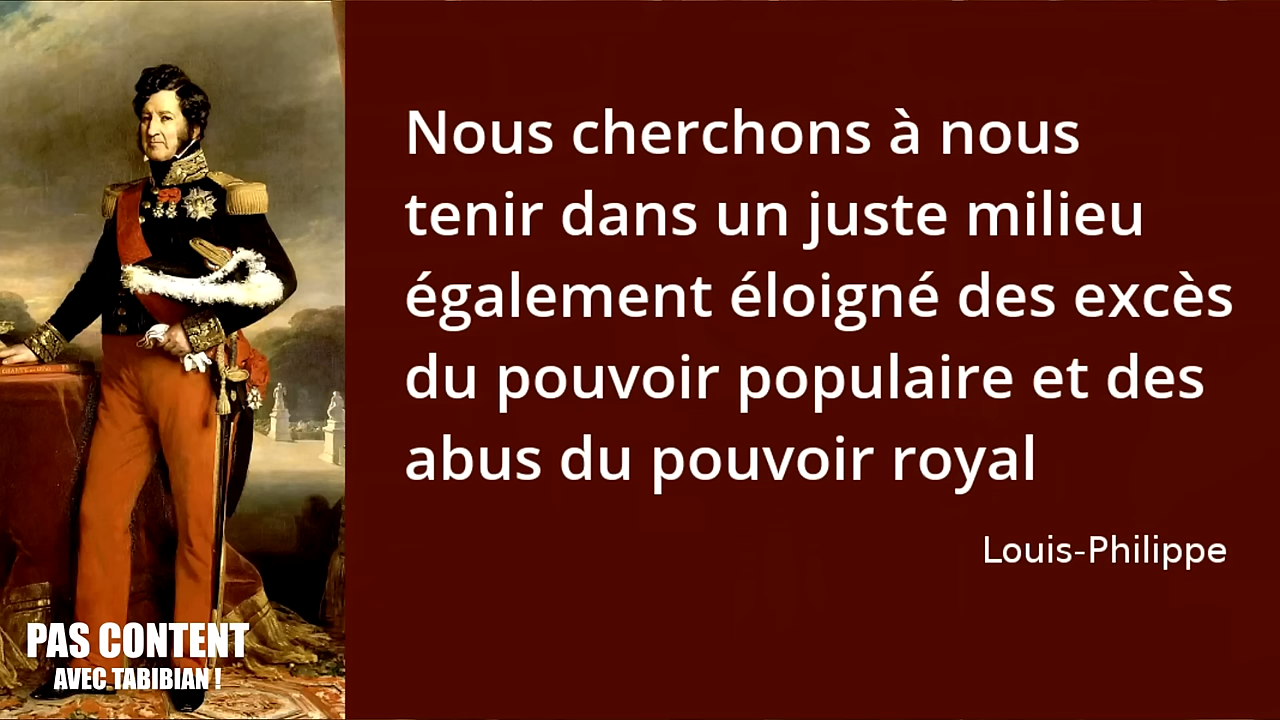 Nous cherchons à nous
tenir dans un juste milieu
également éloigné des excès
du pouvoir populaire et des
abus du pouvoir royal
Louis-Philippe
PAS CONTENT
AVEC TABIBIAN !